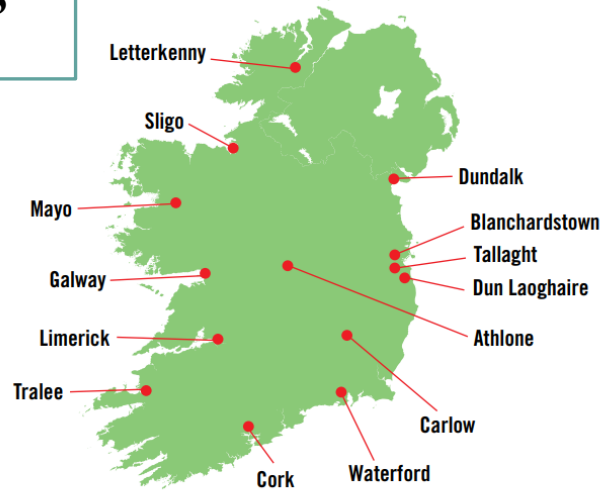 Letterkenny
Sligo
Dundalk
Mayo
Blanchardstown
Tallaght
Galway
Dun Laoghaire
Limerick
Athlone
Tralee
Carlow
Cork
Waterford